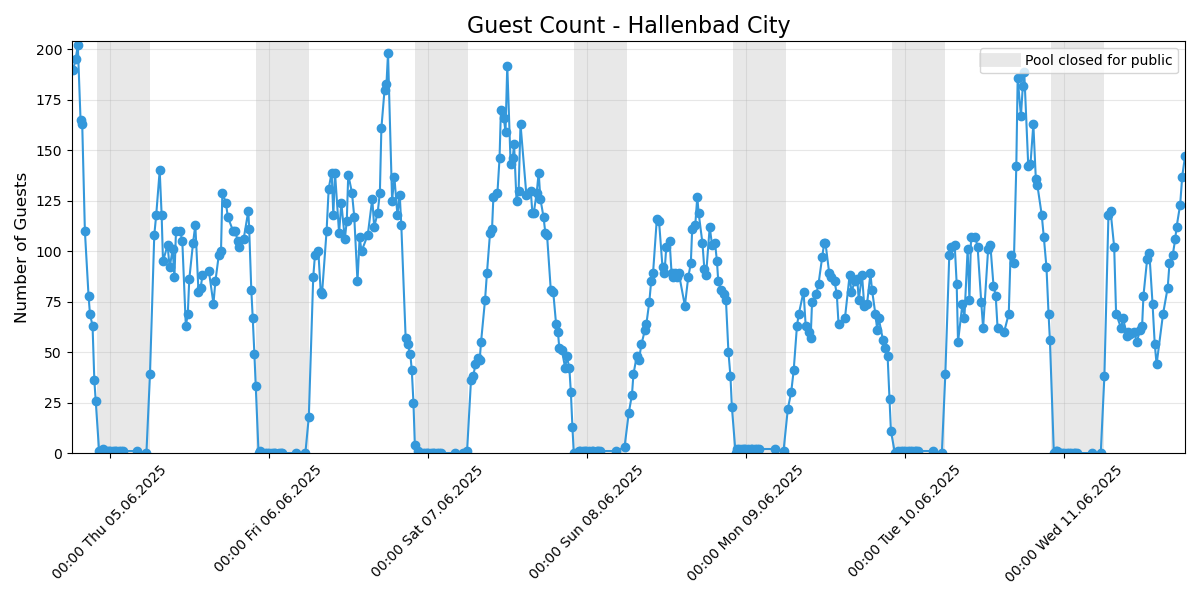 Guest Count - Hallenbad City
Pool closed for public
Number of Guests
200
175
150
125
100
75
50
25
0
00:00 Thu 05.06.2025
00:00 Fri 06.06.2025
00:00 Sat 07.06.2025
00:00 Sun 08.06.2025
00:00 Mon 09.06.2025
00:00 Tue 10.06.2025
00:00 Wed 11.06.2025